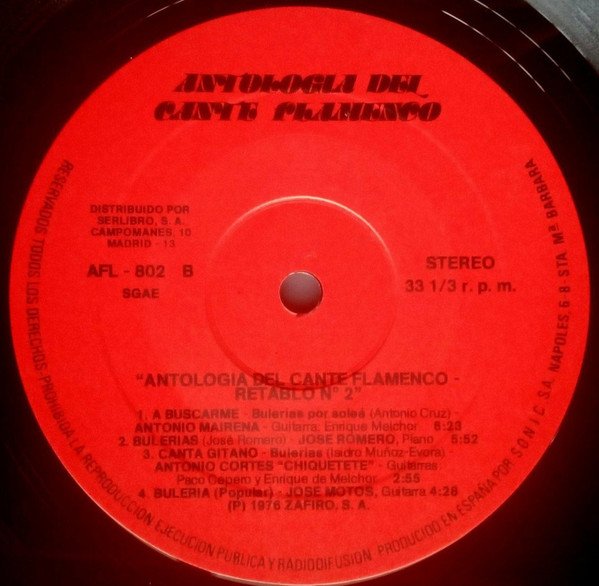 ANTOLOGIA DEL
CANTE FLAMENCO
DISTRIBUIDO POR
SERLIBRO, S. A.
CAMPOMANES, 10
MADRID - 13
AFL - 802 B
SGAE
STEREO
33 1/3 r. p. m.
"ANTOLOGIA DEL CANTE FLAMENCO -
RETABLO Nº 2"
1. A BUSCARME - Bulerías por soleá (Antonio Cruz) -
ANTONIO MAIRENA - Guitarra: Enrique Melchor 6:23
2. BULERIAS (José Romero) - JOSE ROMERO, Piano 5:52
3. CANTA GITANO - Bulerías (Isidro Muñoz-Evora)
ANTONIO CORTES "CHIQUETETE" - Guitarras:
Paco Cepero y Enrique de Melchor 2:55
4. BULERIA (Popular) - JOSE MOTOS, Guitarra 4:28
(P) 1976 ZAFIRO, S. A.
RESERVADOS TODOS LOS DERECHOS-PROHIBIDA LA REPRODUCCION, EJECUCION PUBLICA Y RADIODIFUSION PRODUCIDO EN ESPAÑA POR SONIC, S.A. NAPOLES 6-8 STA. Mª BARBARA